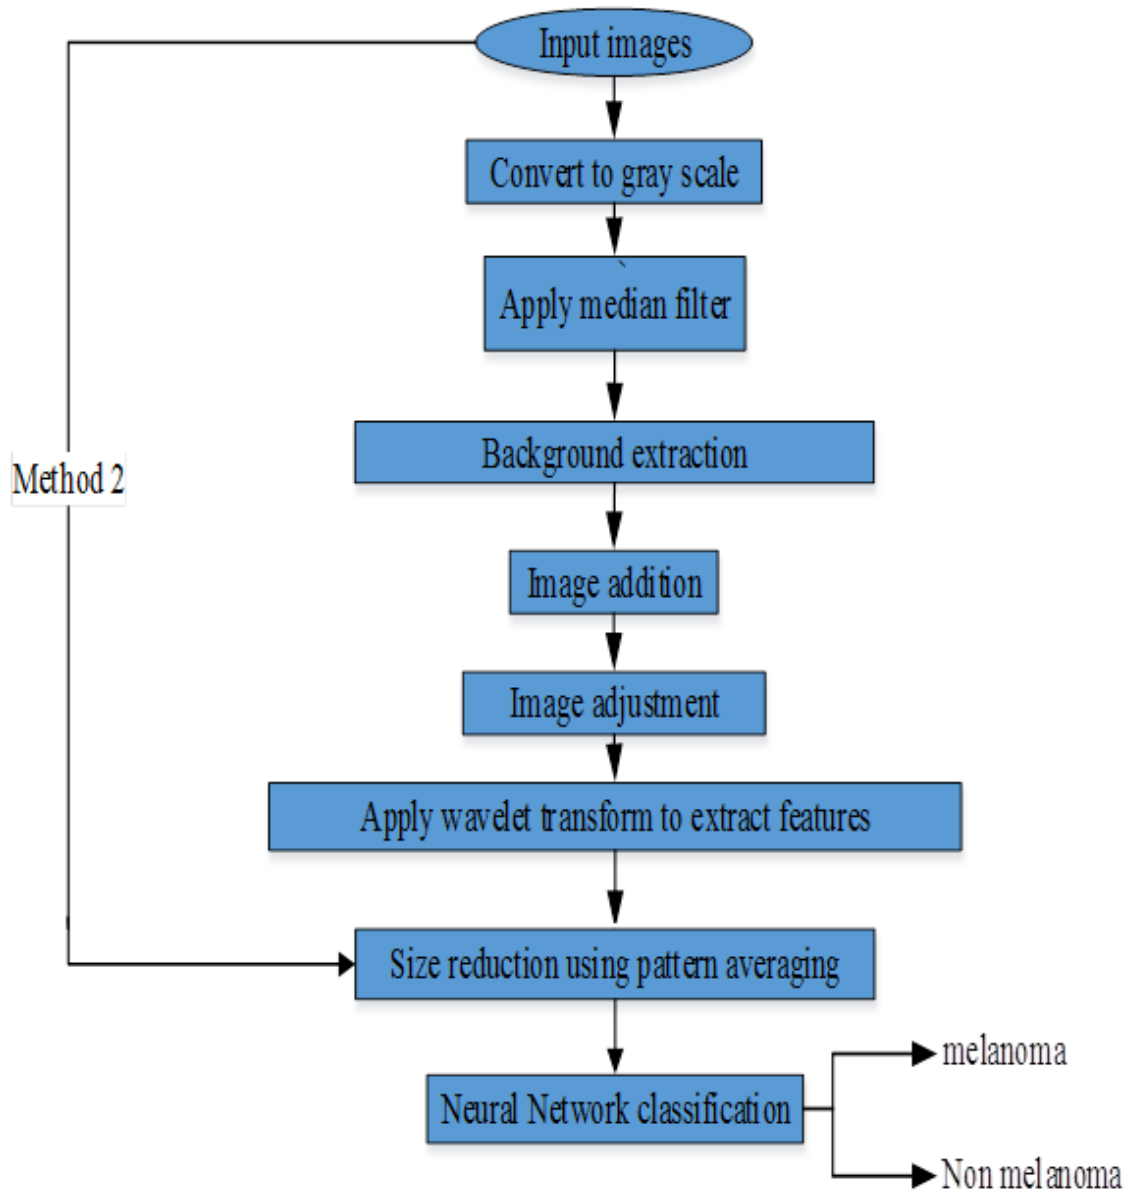 Input images
Convert to gray scale
Apply median filter
Background extraction
Method 2
Image addition
Image adjustment
Apply wavelet transform to extract features
Size reduction using pattern averaging
melanoma
Neural Network classification
Non melanoma